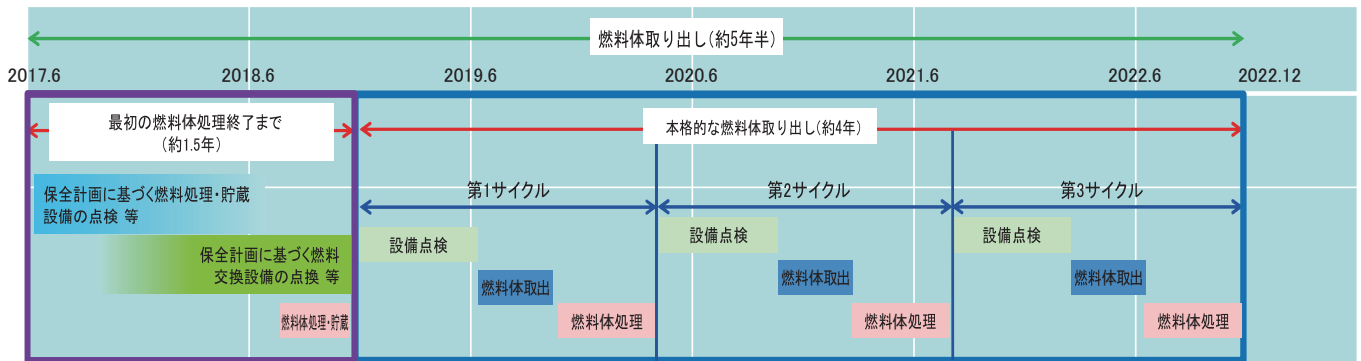 燃料体取り出し(約5年半)
2017.6
2018.6
2019.6
2020.6
2021.6
2022.6
2022.12
最初の燃料体処理終了まで
(約1.5年)
本格的な燃料体取り出し(約4年)
保全計画に基づく燃料処理・貯蔵
設備の点検 等
保全計画に基づく燃料
交換設備の点換 等
燃料体処理・貯蔵
第1サイクル
第2サイクル
第3サイクル
設備点検
燃料体取出
燃料体処理
設備点検
燃料体取出
燃料体処理
設備点検
燃料体取出
燃料体処理